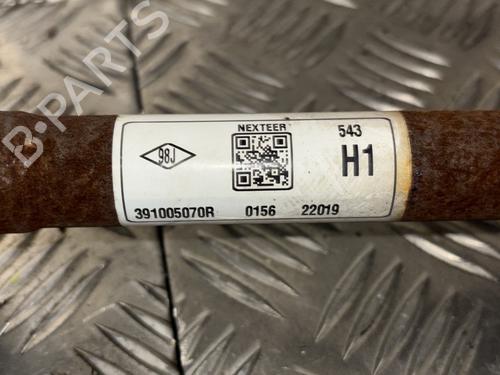 B-PARTS
NEXTEER
543
98J
H1
391005070R 0156 22019